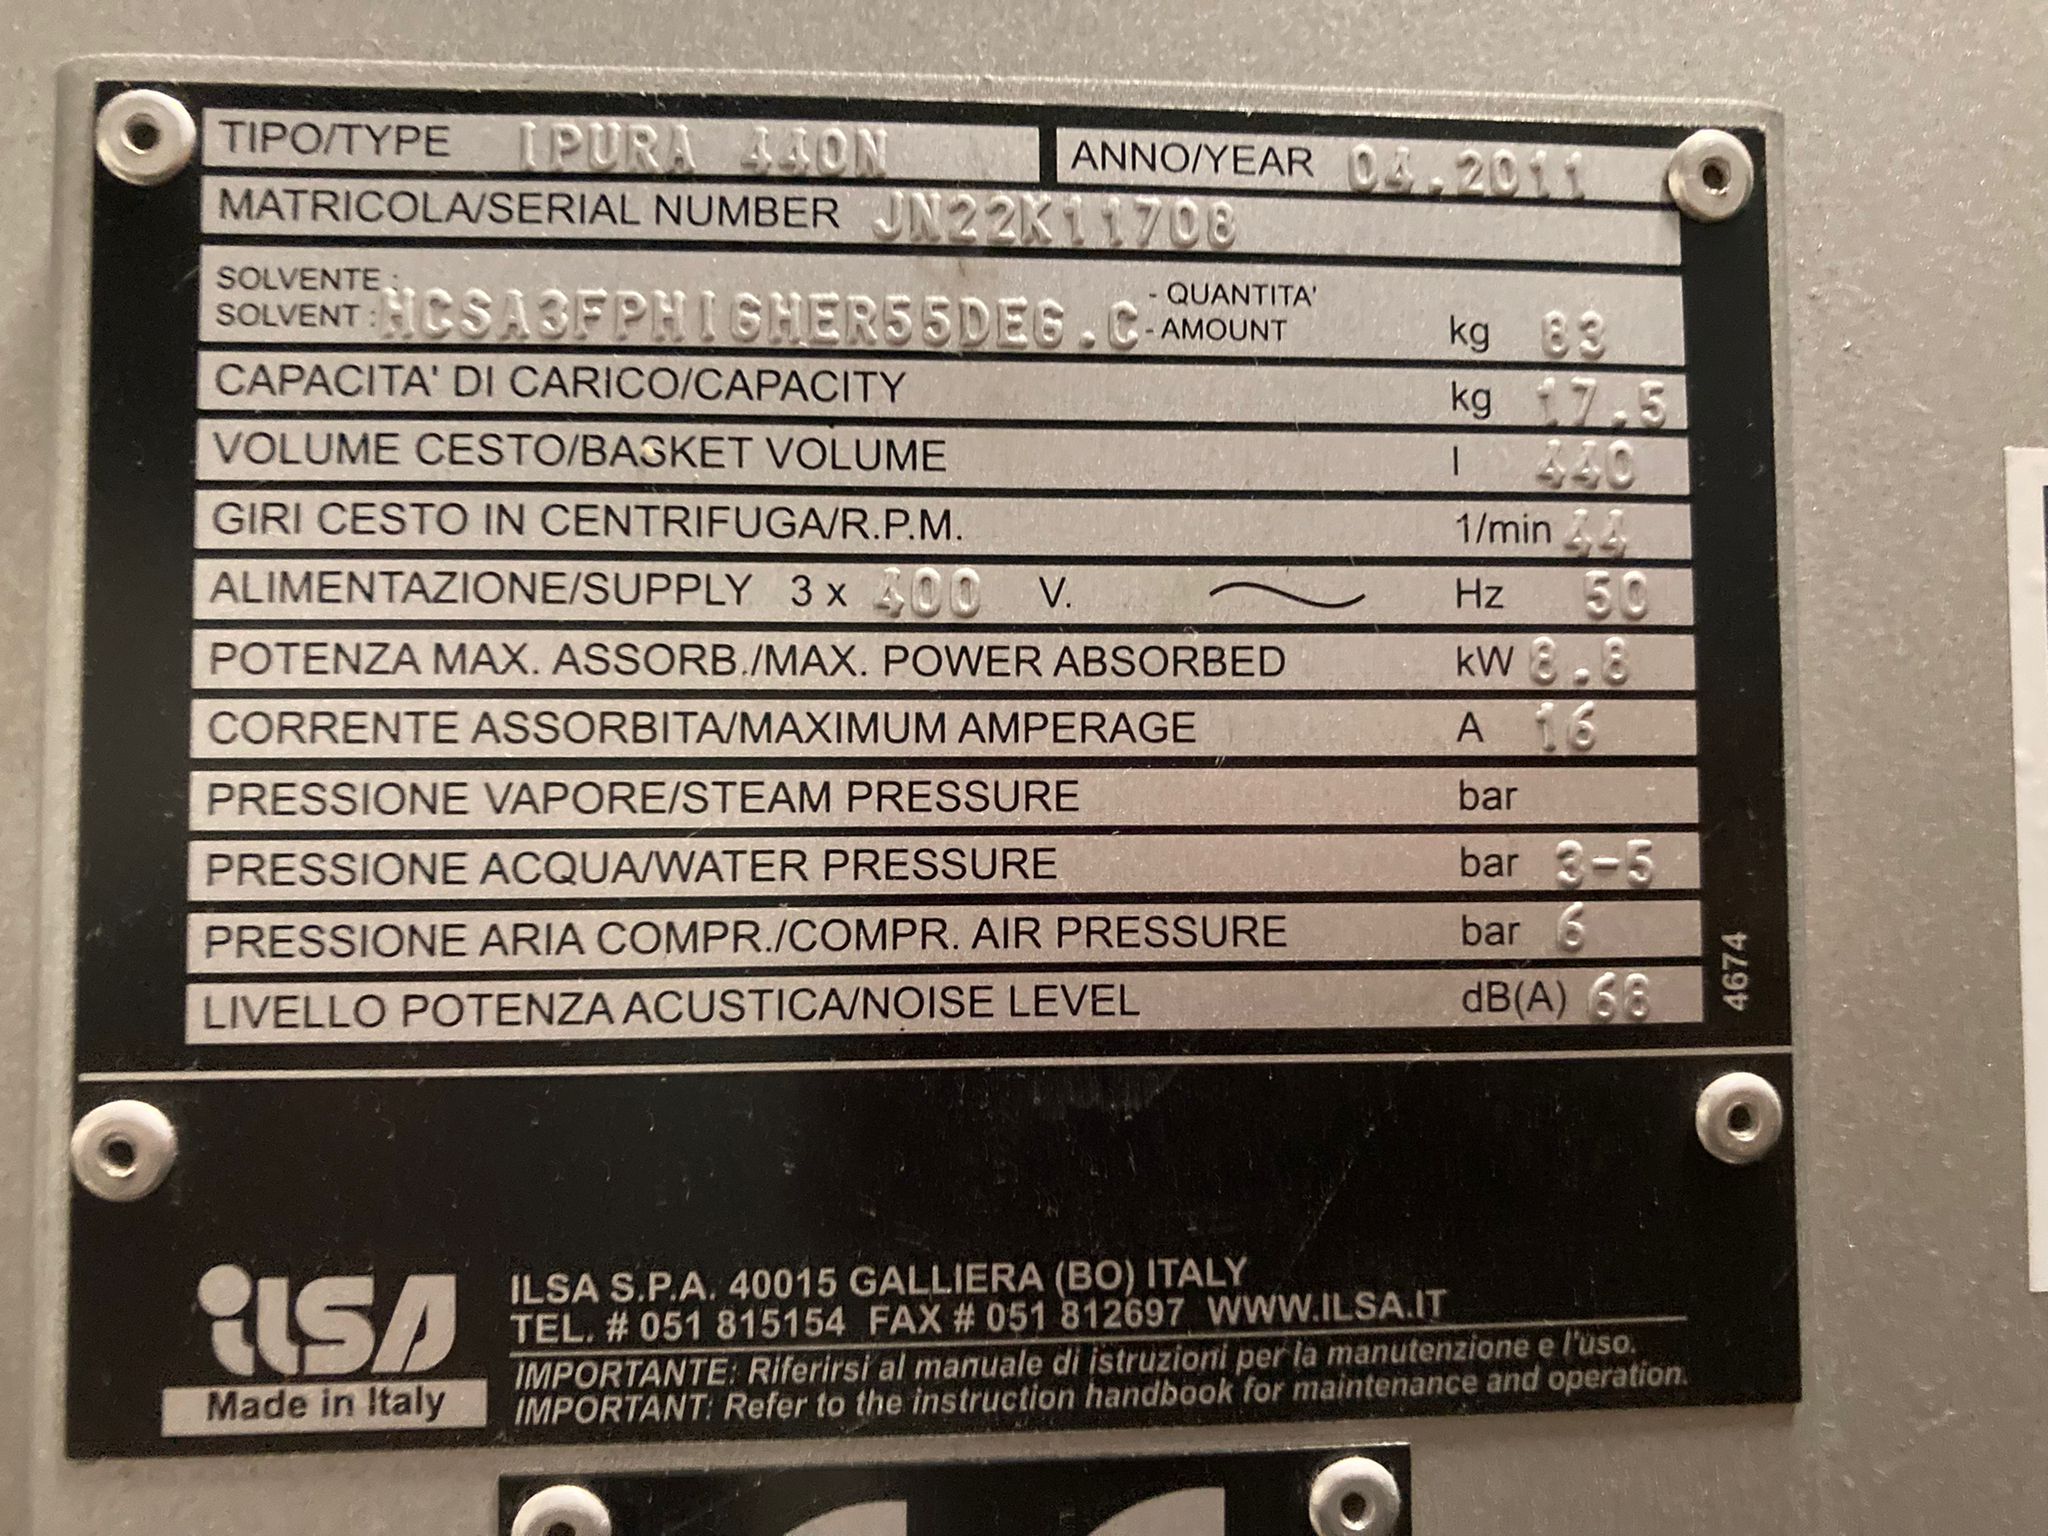 TIPO/TYPE IPURA 440N ANNO/YEAR 04.2011
MATRICOLA/SERIAL NUMBER JN22K11708
SOLVENTE : - QUANTITA'
SOLVENT : HCSA3FPHIGHER55DEG.C - AMOUNT kg 83
CAPACITA' DI CARICO/CAPACITY kg 17.5
VOLUME CESTO/BASKET VOLUME l 440
GIRI CESTO IN CENTRIFUGA/R.P.M. 1/min 44
ALIMENTAZIONE/SUPPLY 3 x 400 V. Hz 50
POTENZA MAX. ASSORB./MAX. POWER ABSORBED kW 8.8
CORRENTE ASSORBITA/MAXIMUM AMPERAGE A 16
PRESSIONE VAPORE/STEAM PRESSURE bar
PRESSIONE ACQUA/WATER PRESSURE bar 3-5
PRESSIONE ARIA COMPR./COMPR. AIR PRESSURE bar 6
LIVELLO POTENZA ACUSTICA/NOISE LEVEL dB(A) 68
4674
iLSA
Made in Italy
ILSA S.P.A. 40015 GALLIERA (BO) ITALY
TEL. # 051 815154 FAX # 051 812697 WWW.ILSA.IT
IMPORTANTE: Riferirsi al manuale di istruzioni per la manutenzione e l'uso.
IMPORTANT: Refer to the instruction handbook for maintenance and operation.